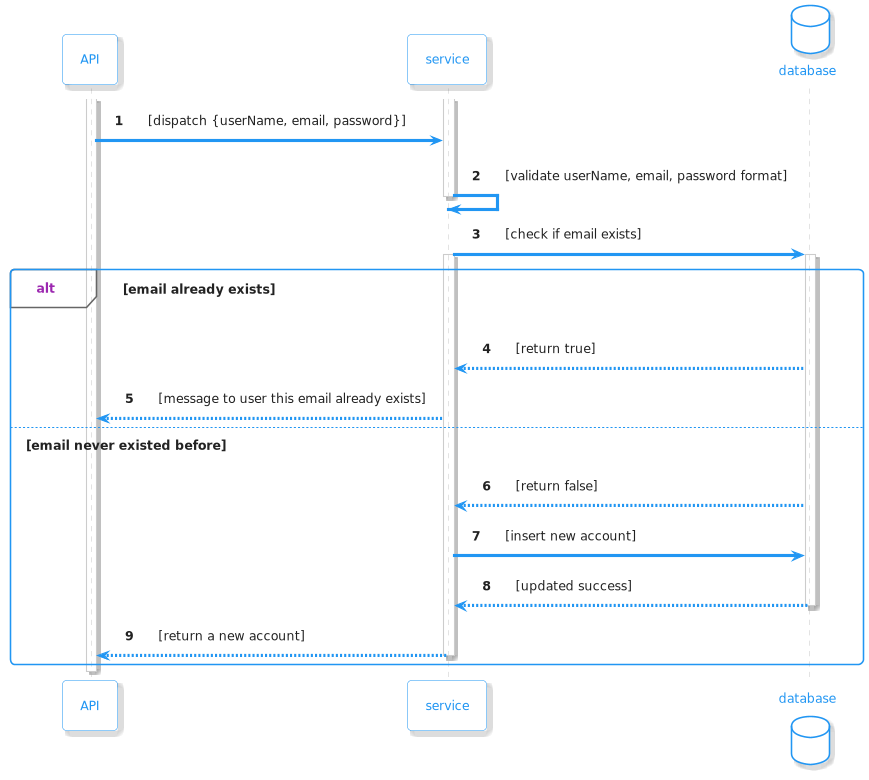 API
service
database
1 [dispatch {userName, email, password}]
2 [validate userName, email, password format]
3 [check if email exists]
alt [email already exists]
4 [return true]
5 [message to user this email already exists]
[email never existed before]
6 [return false]
7 [insert new account]
8 [updated success]
9 [return a new account]
API
service
database